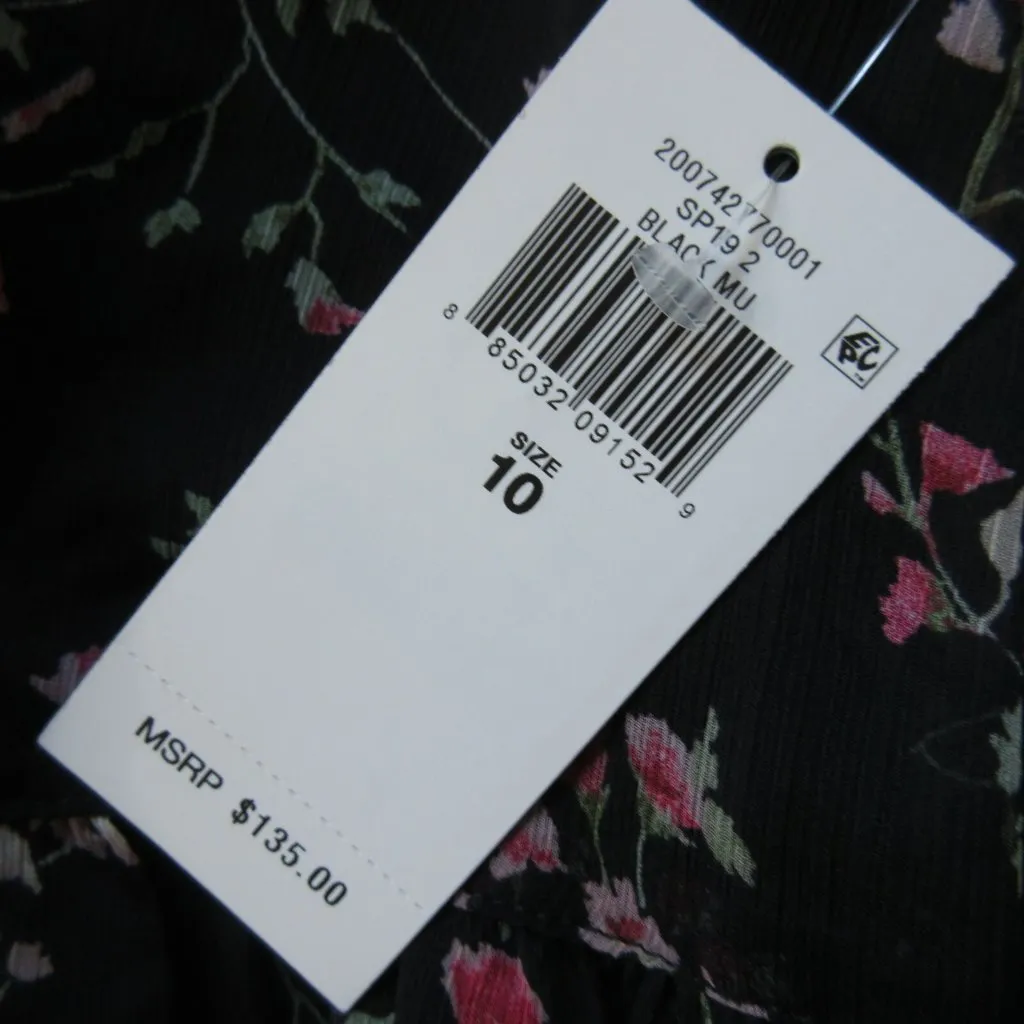 200742770001
SP19 2
BLACK MU
8 85032 09152 9
SIZE
10
MSRP $135.00